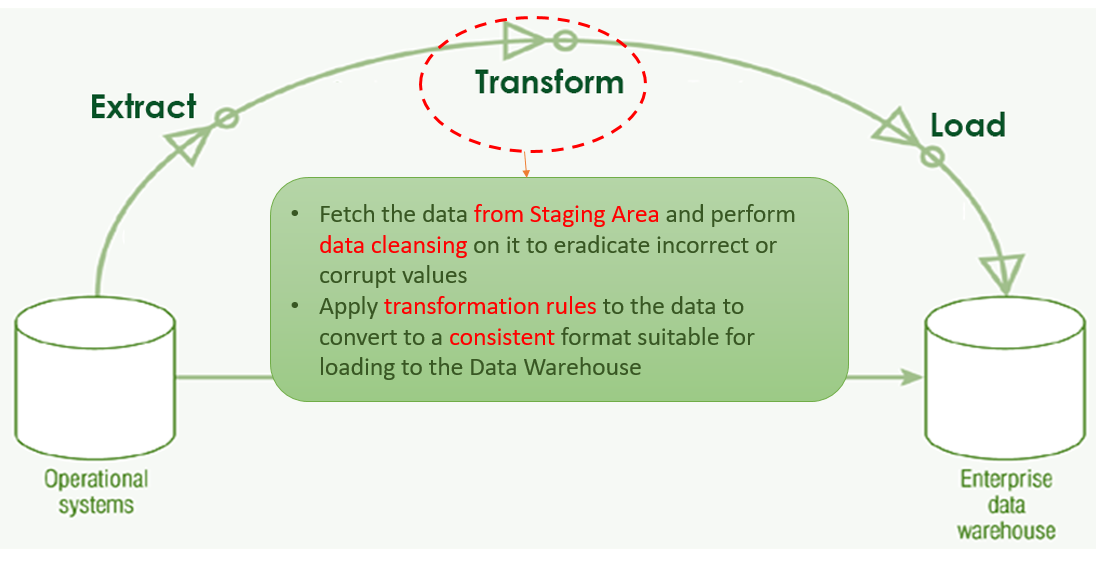 Transform
Extract
Load
• Fetch the data from Staging Area and perform
data cleansing on it to eradicate incorrect or
corrupt values
• Apply transformation rules to the data to
convert to a consistent format suitable for
loading to the Data Warehouse
Operational
systems
Enterprise
data
warehouse